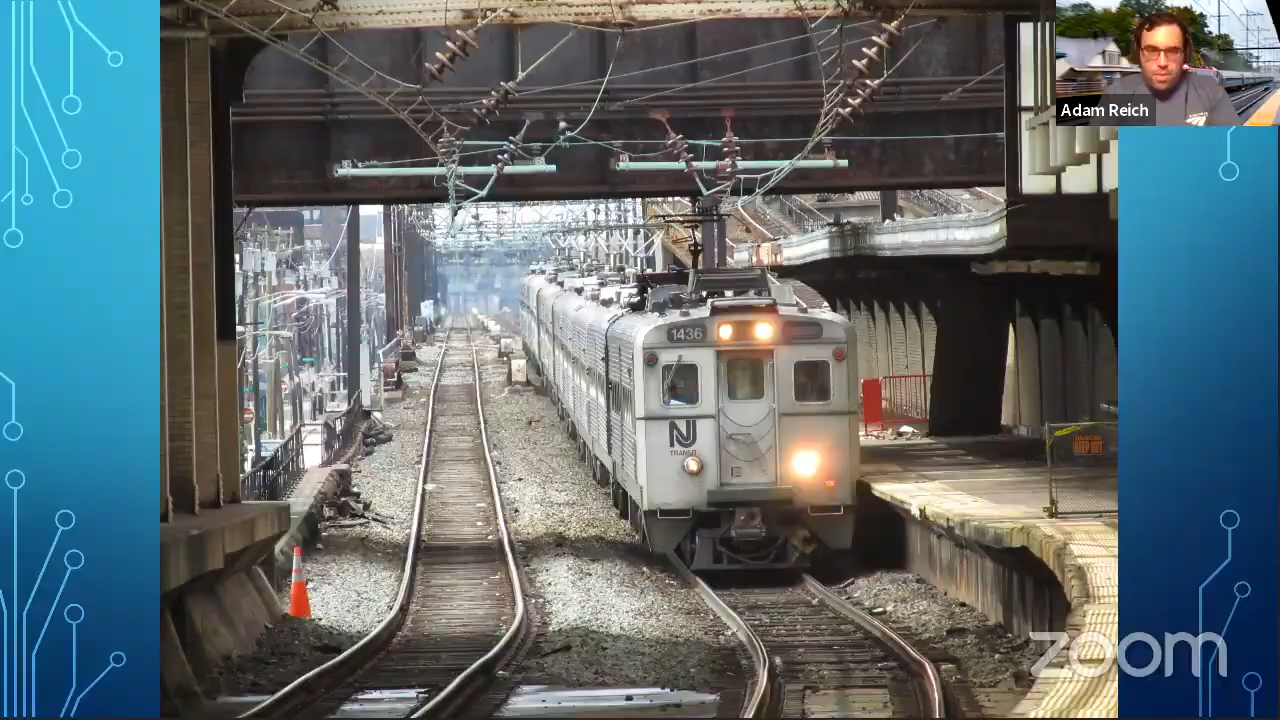 Adam Reich
1436
NJ
TRANSIT
DANGER
KEEP OUT
zoom